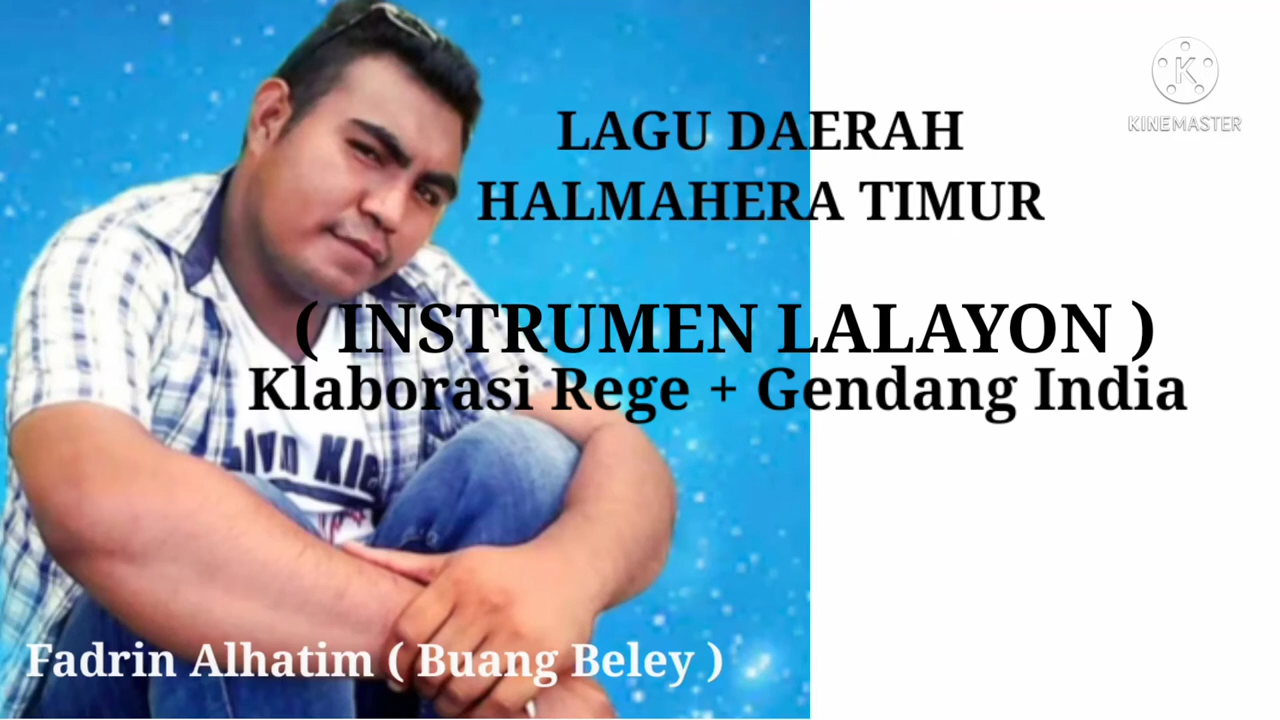 LAGU DAERAH
HALMAHERA TIMUR
( INSTRUMEN LALAYON )
Klaborasi Rege + Gendang India
Fadrin Alhatim ( Buang Beley )
K
KINEMASTER